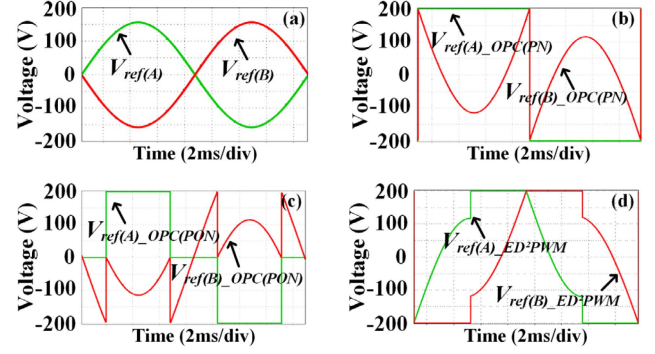 (a)
Voltage (V)
200
100
0
-100
-200
Vref(A)
Vref(B)
Time (2ms/div)
(b)
Voltage (V)
200
100
0
-100
-200
Vref(A)_OPC(PN)
Vref(B)_OPC(PN)
Time (2ms/div)
(c)
Voltage (V)
200
100
0
-100
-200
Vref(A)_OPC(PON)
Vref(B)_OPC(PON)
Time (2ms/div)
(d)
Voltage (V)
200
100
0
-100
-200
Vref(A)_ED²PWM
Vref(B)_ED²PWM
Time (2ms/div)